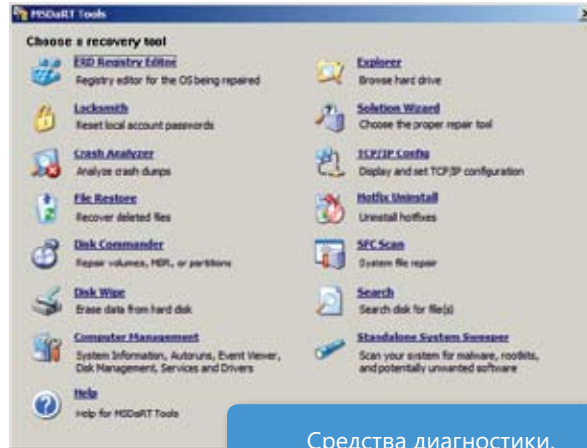 MSDaRT Tools
Choose a recovery tool
ERD Registry Editor
Registry editor for the OS being repaired
Locksmith
Reset local account passwords
Crash Analyzer
Analyze crash dumps
File Restore
Recover deleted files
Disk Commander
Repair volumes, MBR, or partitions
Disk Wipe
Erase data from hard disk
Computer Management
System Information, Autoruns, Event Viewer,
Disk Management, Services and Drivers
Help
Help for MSDaRT Tools
Explorer
Browse hard drive
Solution Wizard
Choose the proper repair tool
TCP/IP Config
Display and set TCP/IP configuration
Hotfix Uninstall
Uninstall hotfixes
SFC Scan
System file repair
Search
Search disk for file(s)
Standalone System Sweeper
Scan your system for malware, rootkits,
and potentially unwanted software
Средства диагностики,